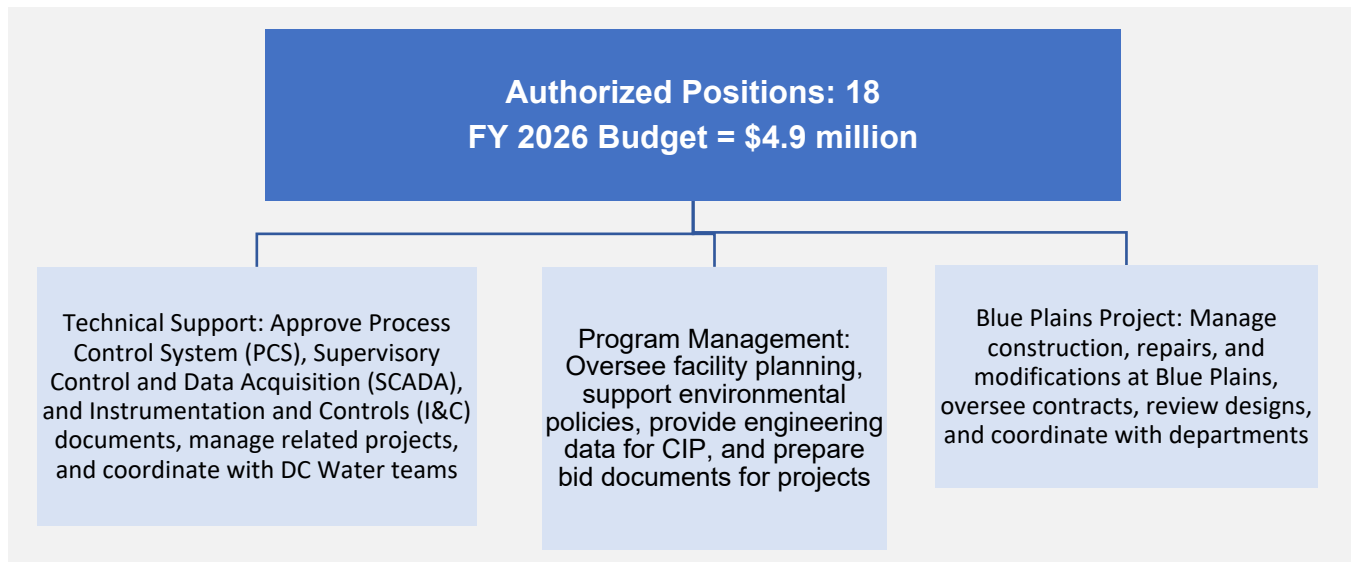 Authorized Positions: 18
FY 2026 Budget = $4.9 million
Technical Support: Approve Process
Control System (PCS), Supervisory
Control and Data Acquisition (SCADA),
and Instrumentation and Controls (I&C)
documents, manage related projects,
and coordinate with DC Water teams
Program Management:
Oversee facility planning,
support environmental
policies, provide engineering
data for CIP, and prepare
bid documents for projects
Blue Plains Project: Manage
construction, repairs, and
modifications at Blue Plains,
oversee contracts, review designs,
and coordinate with departments